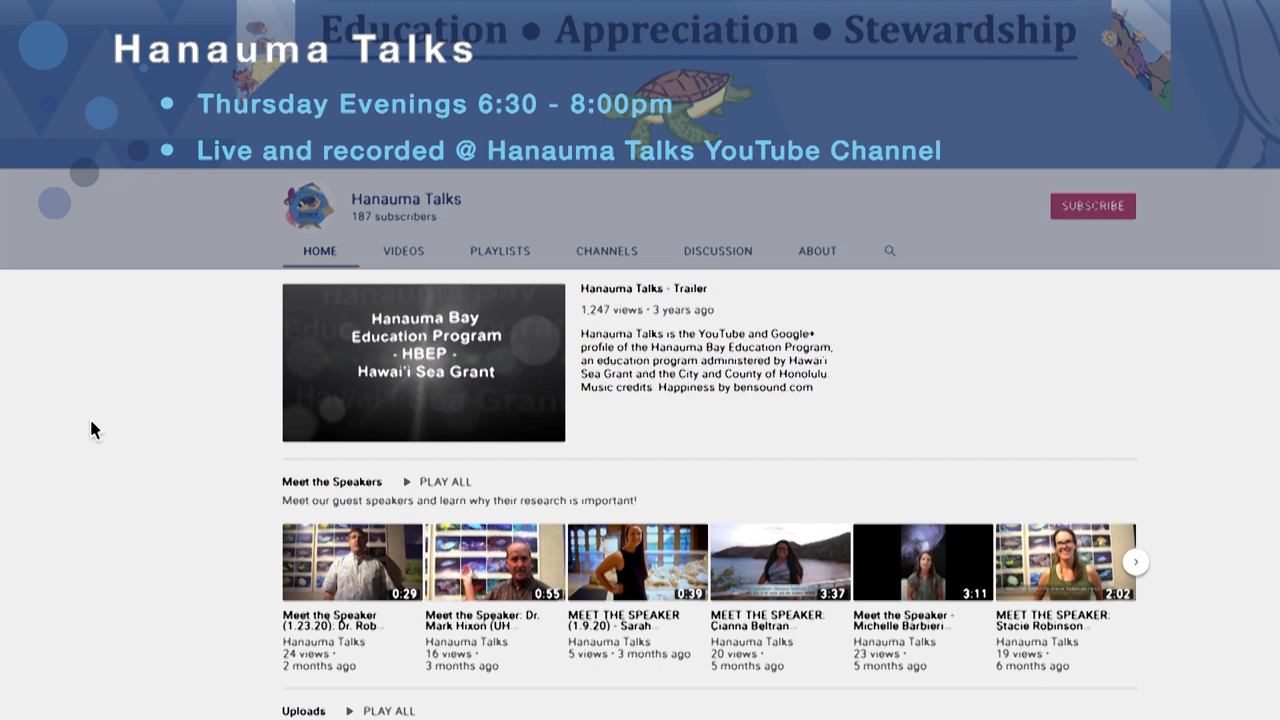 Education • Appreciation • Stewardship
Hanauma Talks
• Thursday Evenings 6:30 - 8:00pm
• Live and recorded @ Hanauma Talks YouTube Channel
Hanauma Talks
187 subscribers
SUBSCRIBE
HOME VIDEOS PLAYLISTS CHANNELS DISCUSSION ABOUT
Hanauma Bay
Education Program
- HBEP -
Hawai'i Sea Grant
Hanauma Talks - Trailer
1,247 views • 3 years ago
Hanauma Talks is the YouTube and Google+
profile of the Hanauma Bay Education Program,
an education program administered by Hawai'i
Sea Grant and the City and County of Honolulu.
Music credits: Happiness by bensound.com
Meet the Speakers PLAY ALL
Meet our guest speakers and learn why their research is important!
0:29
Meet the Speaker
(1.23.20): Dr. Rob...
Hanauma Talks
24 views •
2 months ago
0:55
Meet the Speaker: Dr.
Mark Hixon (UH...
Hanauma Talks
16 views •
3 months ago
0:39
MEET THE SPEAKER
(1.9.20) - Sarah...
Hanauma Talks
5 views • 3 months ago
3:37
MEET THE SPEAKER:
Cianna Beltran...
Hanauma Talks
20 views •
5 months ago
3:11
Meet the Speaker -
Michelle Barbieri...
Hanauma Talks
23 views •
5 months ago
2:02
MEET THE SPEAKER:
Stacie Robinson...
Hanauma Talks
19 views •
6 months ago
Uploads PLAY ALL